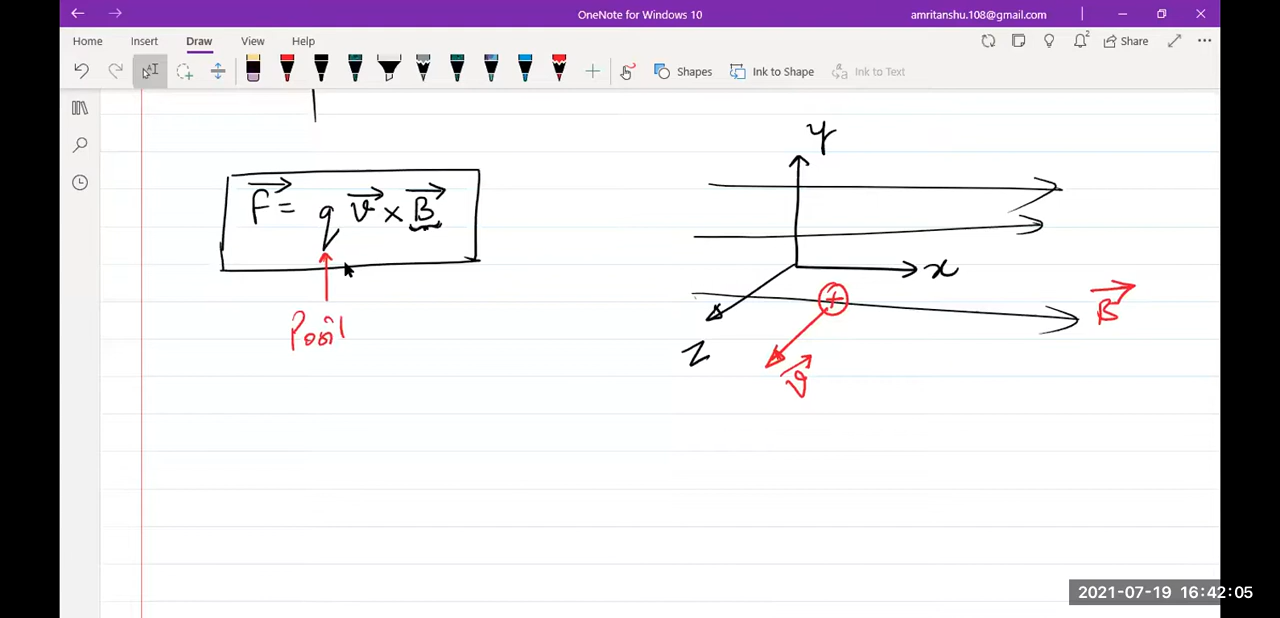 OneNote for Windows 10
amritanshu.108@gmail.com
Home Insert Draw View Help
Share
Shapes Ink to Shape Ink to Text
y
F = q v × B
x
B
Posi
z
v
2021-07-19 16:42:05